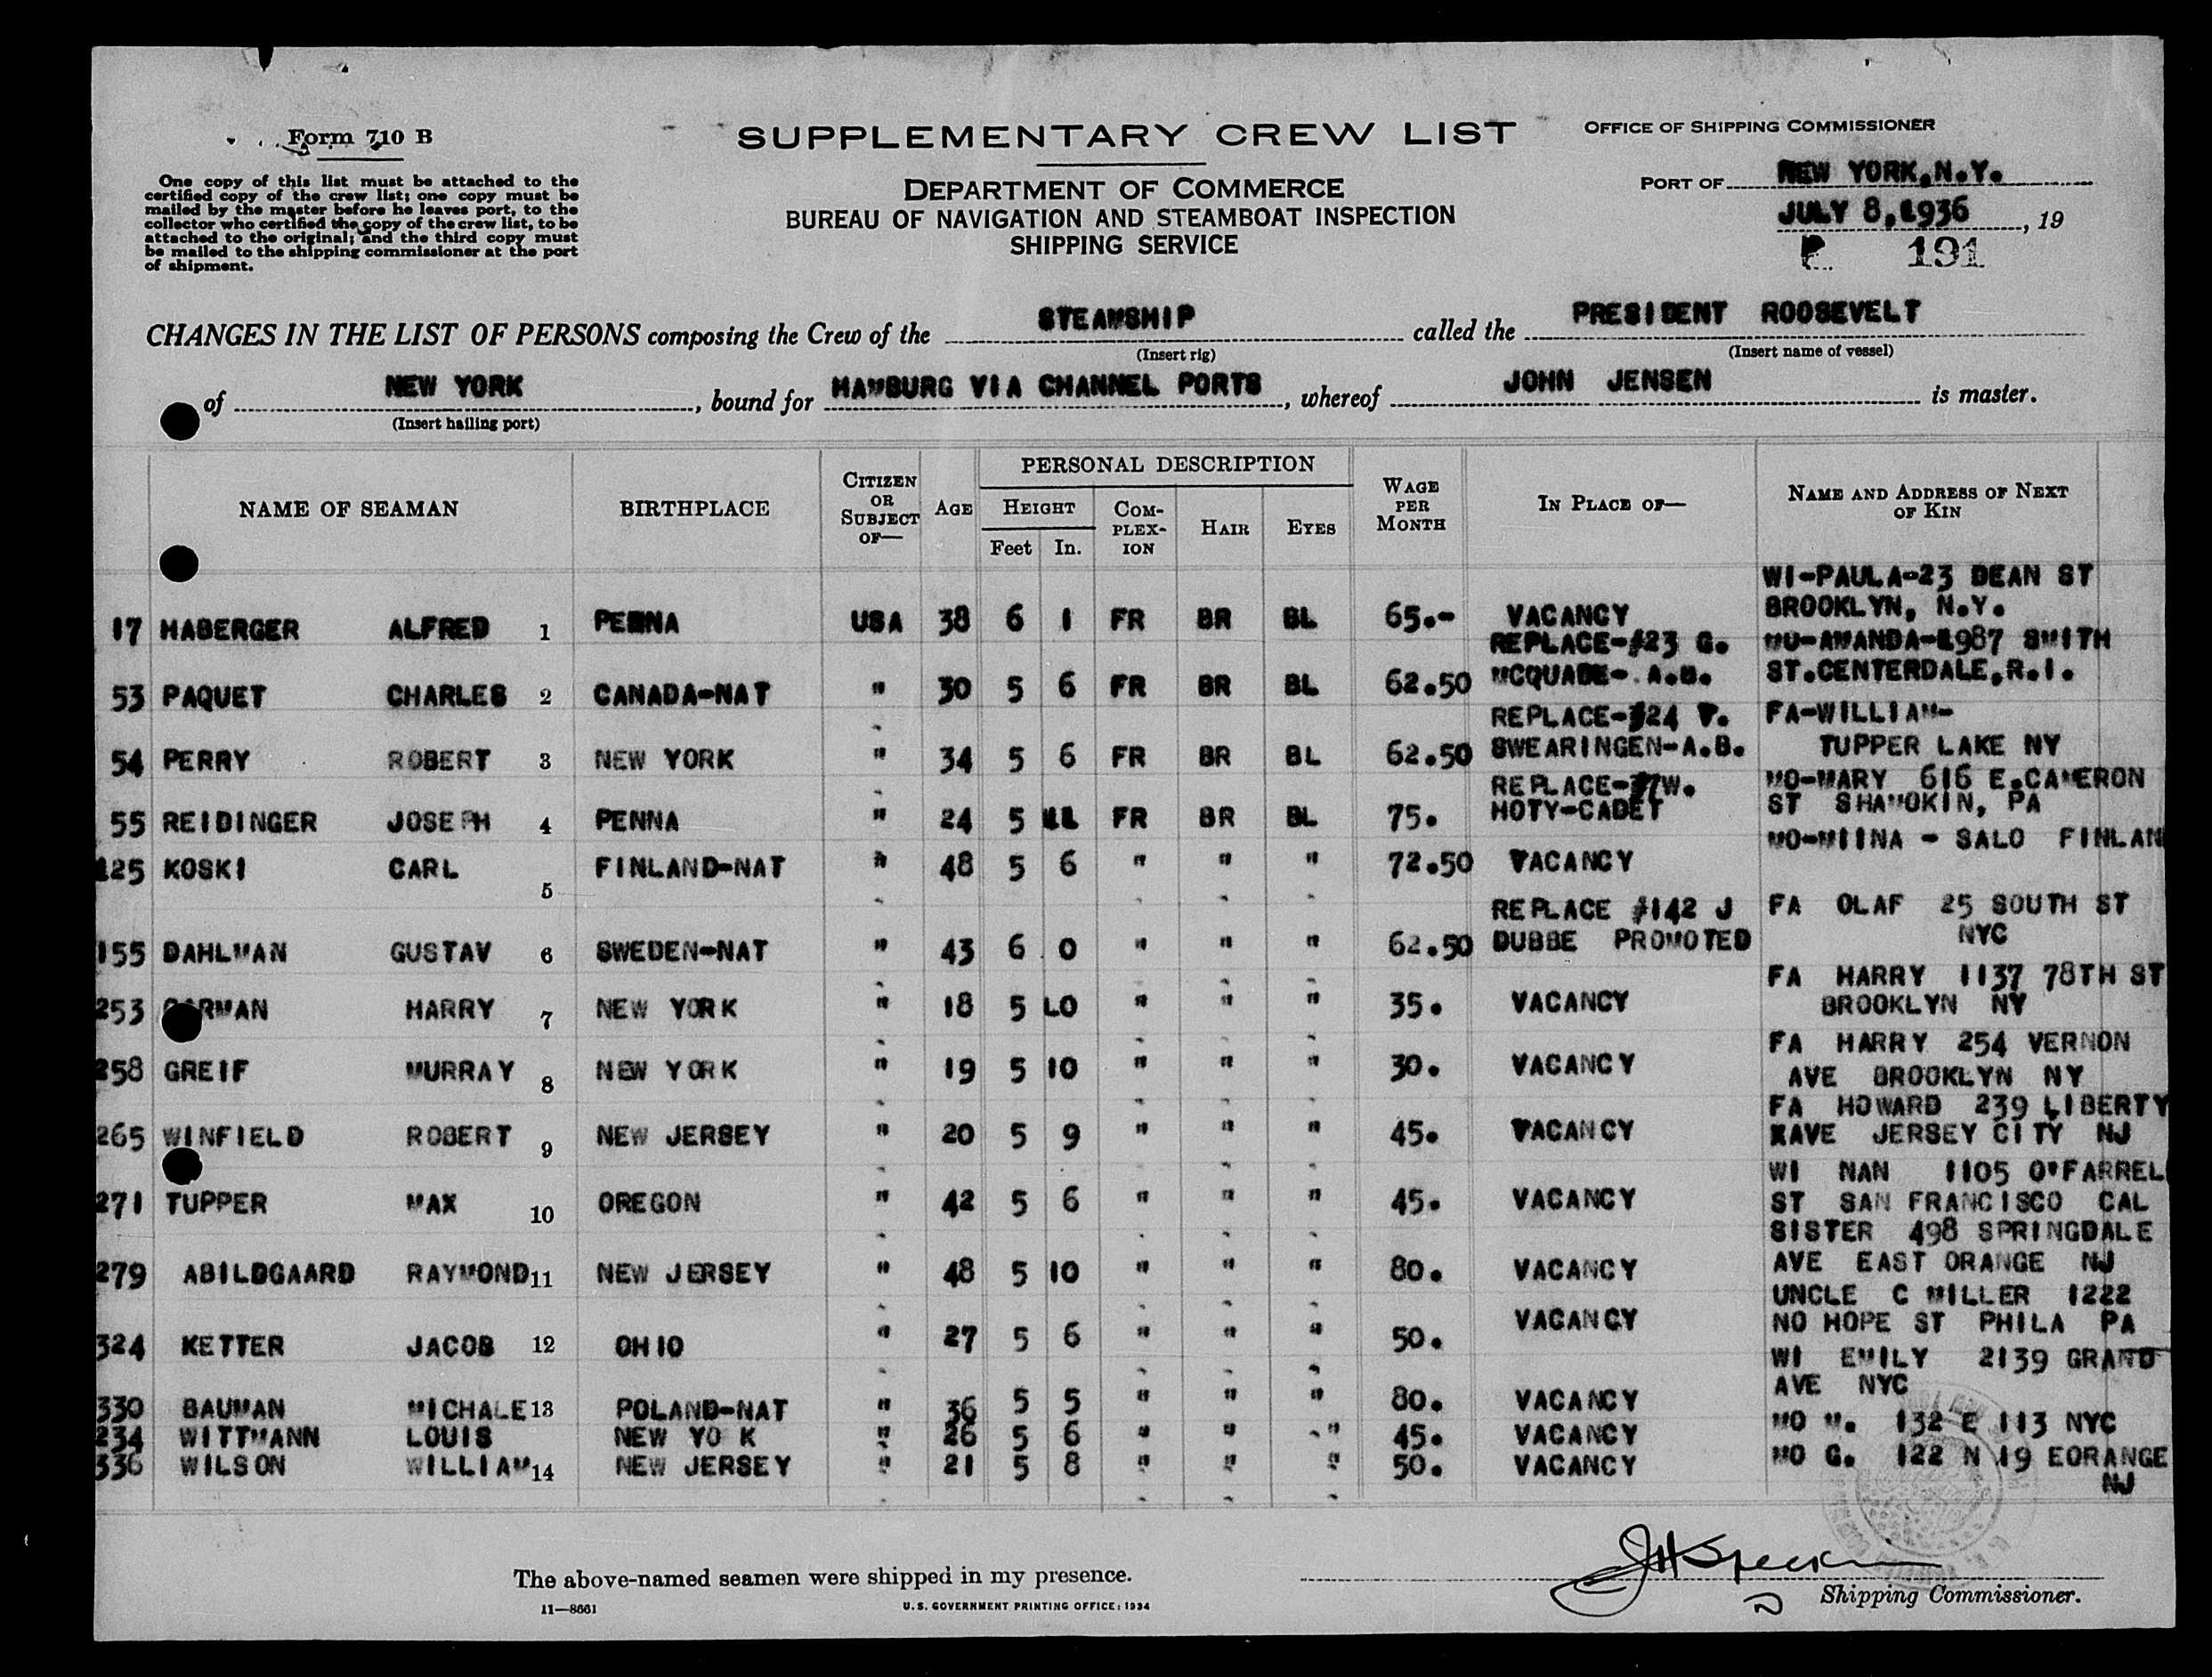 Form 710 B
One copy of this list must be attached to the
certified copy of the crew list; one copy must be
mailed by the master before he leaves port, to the
collector who certified the copy of the crew list, to be
attached to the original; and the third copy must
be mailed to the shipping commissioner at the port
of shipment.
SUPPLEMENTARY CREW LIST
DEPARTMENT OF COMMERCE
BUREAU OF NAVIGATION AND STEAMBOAT INSPECTION
SHIPPING SERVICE
OFFICE OF SHIPPING COMMISSIONER
PORT OF NEW YORK, N.Y.
JULY 8, 1936, 19
191
CHANGES IN THE LIST OF PERSONS composing the Crew of the STEAMSHIP called the PRESIDENT ROOSEVELT
(Insert rig) (Insert name of vessel)
of NEW YORK, bound for HAMBURG VIA CHANNEL PORTS, whereof JOHN JENSEN is master.
(Insert hailing port)
NAME OF SEAMAN BIRTHPLACE CITIZEN OR SUBJECT OF— AGE PERSONAL DESCRIPTION HEIGHT Feet In. COM-PLEX-ION HAIR EYES WAGE PER MONTH IN PLACE OF— NAME AND ADDRESS OF NEXT OF KIN
WI-PAULA-23 DEAN ST
17 HABERGER ALFRED 1 PENNA USA 38 6 1 FR BR BL 65.- VACANCY BROOKLYN, N.Y.
REPLACE-#23 G. MO-AMANDA-1987 SMITH
53 PAQUET CHARLES 2 CANADA-NAT " 30 5 6 FR BR BL 62.50 MCQUADE- A.B. ST.CENTERDALE,R.I.
REPLACE-#24 FA-WILLIAM-
54 PERRY ROBERT 3 NEW YORK " 34 5 6 FR BR BL 62.50 SWEARINGEN-A.B. TUPPER LAKE NY
REPLACE- W. MO-MARY 616 E.CAMERON
55 REIDINGER JOSEPH 4 PENNA " 24 5 11 FR BR BL 75. HOTY-CADET ST SHAMOKIN, PA
MO-MIINA - SALO FINLAN
125 KOSKI CARL 5 FINLAND-NAT " 48 5 6 " " " 72.50 VACANCY
REPLACE #142 J FA OLAF 25 SOUTH ST
155 DAHLMAN GUSTAV 6 SWEDEN-NAT " 43 6 0 " " " 62.50 DUBBE PROMOTED NYC
FA HARRY 1137 78TH ST
253 HARRY 7 NEW YORK " 18 5 10 " " " 35. VACANCY BROOKLYN NY
FA HARRY 254 VERNON
258 GREIF MURRAY 8 NEW YORK " 19 5 10 " " " 30. VACANCY AVE BROOKLYN NY
FA HOWARD 239 LIBERTY
265 WINFIELD ROBERT 9 NEW JERSEY " 20 5 9 " " " 45. VACANCY XAVE JERSEY CITY NJ
WI NAN 1105 O'FARREL
271 TUPPER MAX 10 OREGON " 42 5 6 " " " 45. VACANCY ST SAN FRANCISCO CAL
SISTER 498 SPRINGDALE
279 ABILDGAARD RAYMOND 11 NEW JERSEY " 48 5 10 " " " 80. VACANCY AVE EAST ORANGE NJ
UNCLE C MILLER 1222
324 KETTER JACOB 12 OHIO " 27 5 6 " " " 50. VACANCY NO HOPE ST PHILA PA
WI EMILY 2139 GRAND
330 BAUMAN MICHALE 13 POLAND-NAT " 36 5 5 " " " 80. VACANCY AVE NYC
234 WITTMANN LOUIS NEW YO K " 26 5 6 " " " 45. VACANCY MO M. 132 E 113 NYC
336 WILSON WILLIAM 14 NEW JERSEY " 21 5 8 " " " 50. VACANCY MO G. 122 N 19 EORANGE
NJ
The above-named seamen were shipped in my presence.
Shipping Commissioner.
11—8661
U.S. GOVERNMENT PRINTING OFFICE: 1934